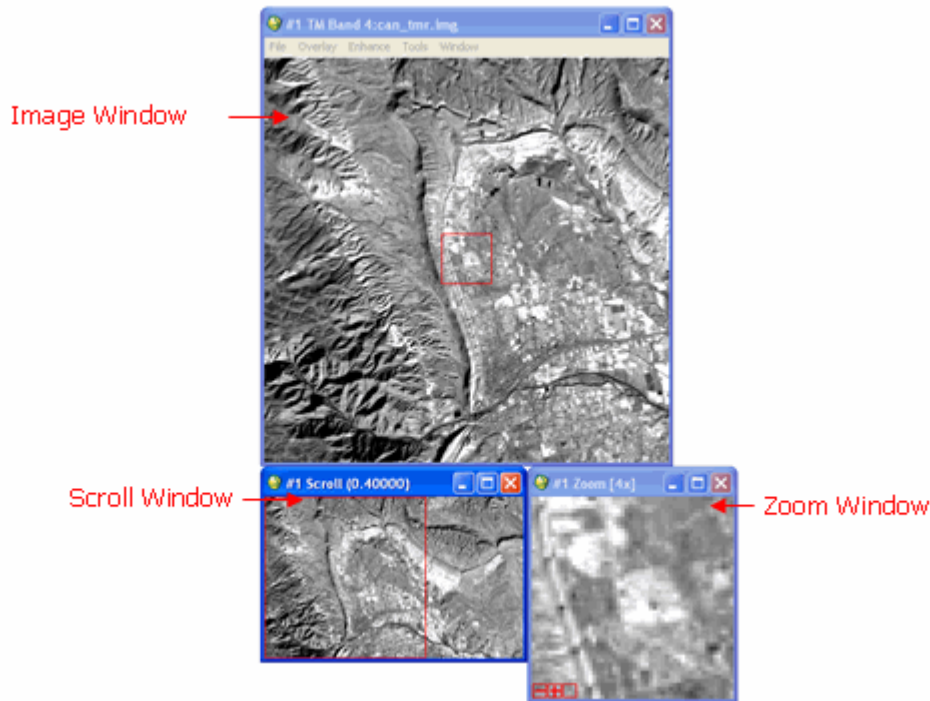 #1 TM Band 4:can_tmr.img
File Overlay Enhance Tools Window
Image Window
#1 Scroll (0.40000)
#1 Zoom [4x]
Scroll Window
Zoom Window